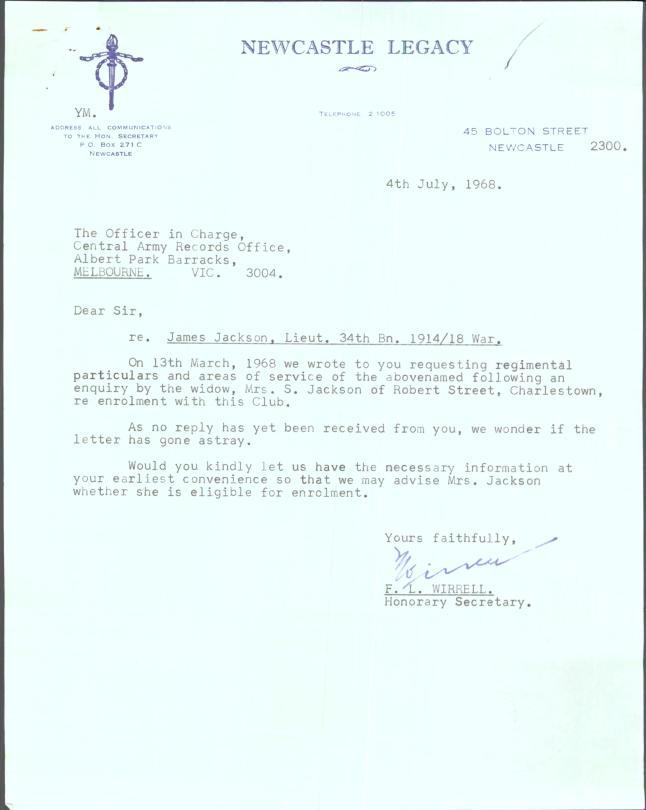 NEWCASTLE LEGACY
YM.
TELEPHONE 2 1005
ADDRESS ALL COMMUNICATIONS
TO THE HON. SECRETARY
P.O. BOX 271 C
NEWCASTLE
45 BOLTON STREET
NEWCASTLE 2300.
4th July, 1968.
The Officer in Charge,
Central Army Records Office,
Albert Park Barracks,
MELBOURNE. VIC. 3004.
Dear Sir,
re. James Jackson, Lieut. 34th Bn. 1914/18 War.
On 13th March, 1968 we wrote to you requesting regimental
particulars and areas of service of the abovenamed following an
enquiry by the widow, Mrs. S. Jackson of Robert Street, Charlestown,
re enrolment with this Club.
As no reply has yet been received from you, we wonder if the
letter has gone astray.
Would you kindly let us have the necessary information at
your earliest convenience so that we may advise Mrs. Jackson
whether she is eligible for enrolment.
Yours faithfully,
F. L. WIRRELL.
Honorary Secretary.